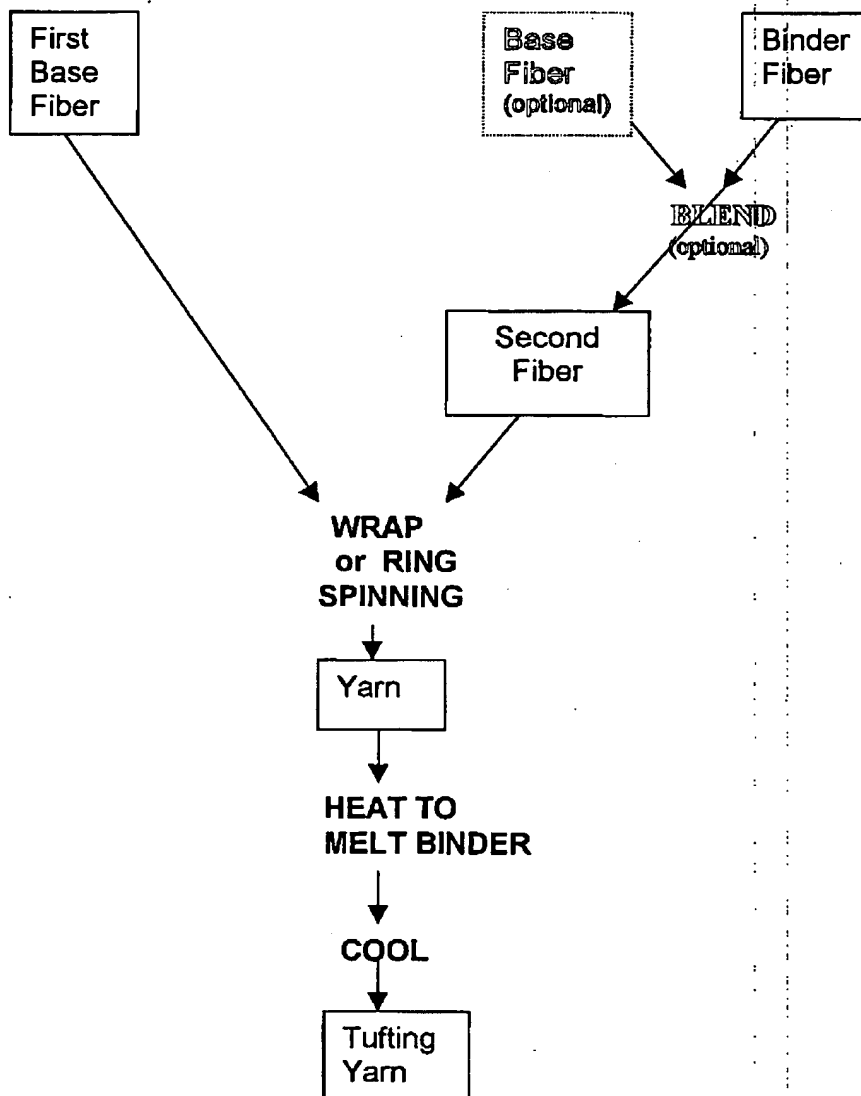 First
Base
Fiber
Base
Fiber
(optional)
Binder
Fiber
BLEND
(optional)
Second
Fiber
WRAP
or RING
SPINNING
Yarn
HEAT TO
MELT BINDER
COOL
Tufting
Yarn